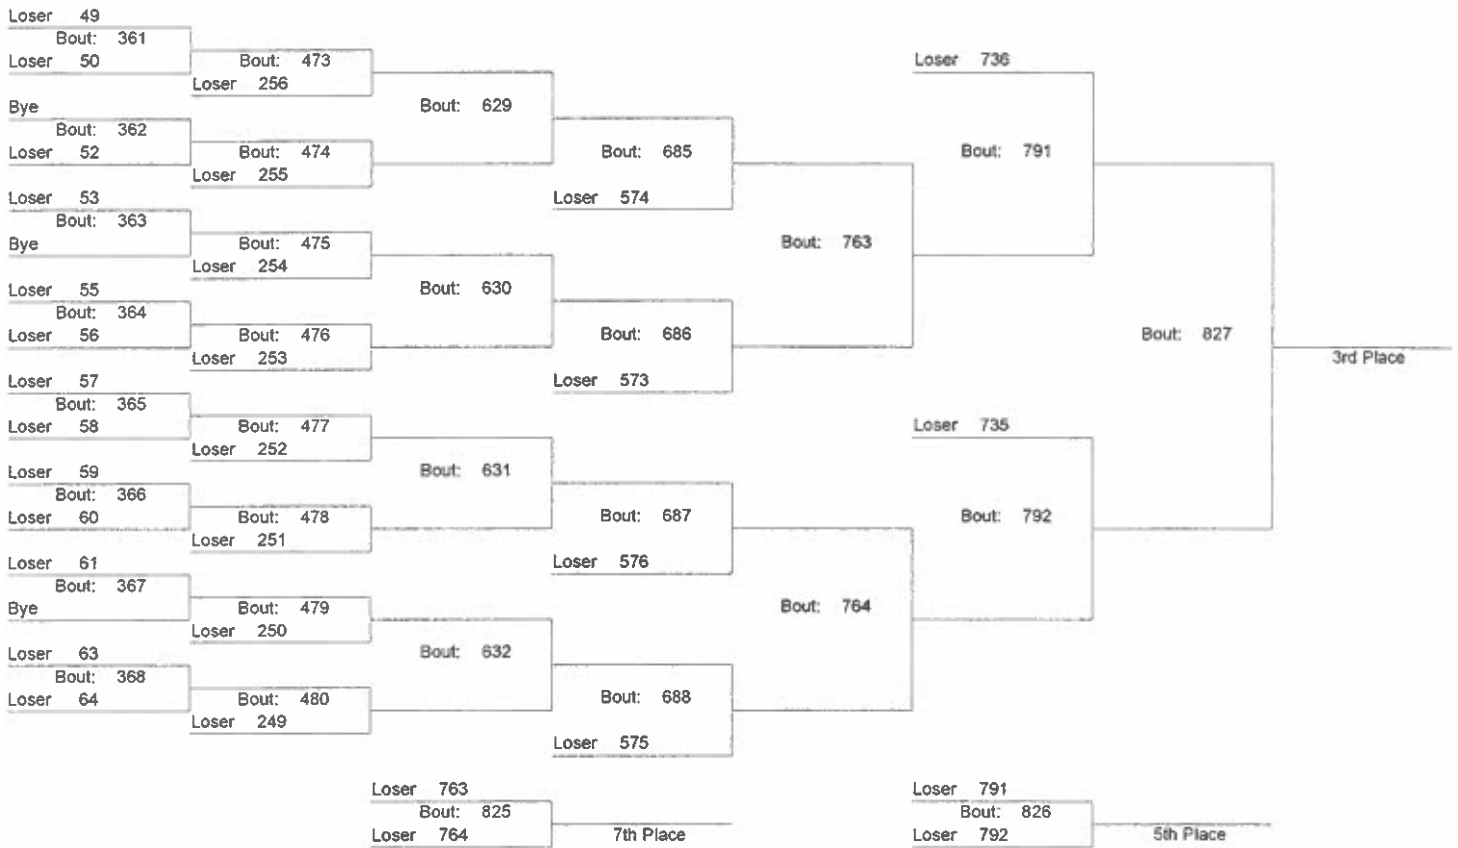 Loser 49
Bout: 361
Loser 50
Bout: 473
Loser 256
Bye
Bout: 362
Loser 52
Bout: 474
Loser 255
Bout: 629
Loser 53
Bout: 363
Bye
Bout: 475
Loser 254
Loser 55
Bout: 364
Loser 56
Bout: 476
Loser 253
Bout: 630
Loser 57
Bout: 365
Loser 58
Bout: 477
Loser 252
Loser 59
Bout: 366
Loser 60
Bout: 478
Loser 251
Bout: 631
Loser 61
Bout: 367
Bye
Bout: 479
Loser 250
Loser 63
Bout: 368
Loser 64
Bout: 480
Loser 249
Bout: 632
Bout: 685
Loser 574
Bout: 686
Loser 573
Bout: 687
Loser 576
Bout: 688
Loser 575
Bout: 763
Bout: 764
Loser 736
Bout: 791
Loser 735
Bout: 792
Bout: 827
3rd Place
Loser 763
Bout: 825
Loser 764
7th Place
Loser 791
Bout: 826
Loser 792
5th Place